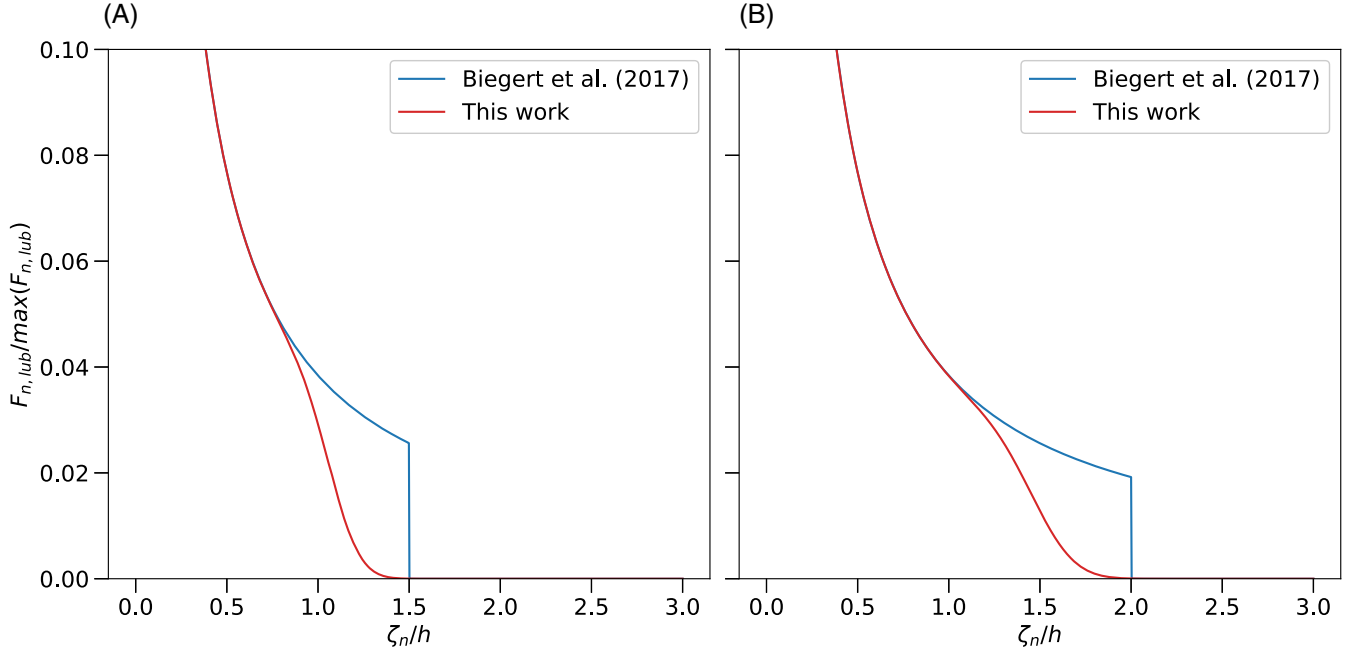 (A)
(B)
Biegert et al. (2017)
This work
Biegert et al. (2017)
This work
F_{n, lub}/max(F_{n, lub})
0.10
0.08
0.06
0.04
0.02
0.00
0.0 0.5 1.0 1.5 2.0 2.5 3.0
0.0 0.5 1.0 1.5 2.0 2.5 3.0
ζ_n/h
ζ_n/h